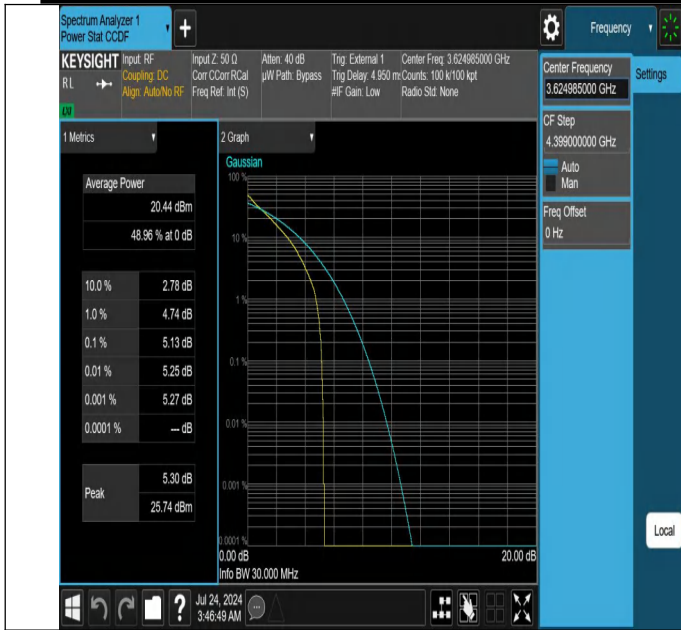 Spectrum Analyzer 1
Power Stat CCDF
Frequency
KEYSIGHT
RL
LXI
Input: RF
Coupling: DC
Align: Auto/No RF
Input Z: 50 Ω
Corr CCorr RCal
Freq Ref: Int (S)
Atten: 40 dB
µW Path: Bypass
Trig: External 1
Trig Delay: 4.950 m
#IF Gain: Low
Center Freq: 3.624985000 GHz
Counts: 100 k/100 kpt
Radio Std: None
Center Frequency
3.624985000 GHz
Settings
CF Step
4.399000000 GHz
Auto
Man
Freq Offset
0 Hz
1 Metrics
Average Power
20.44 dBm
48.96 % at 0 dB
10.0 % 2.78 dB
1.0 % 4.74 dB
0.1 % 5.13 dB
0.01 % 5.25 dB
0.001 % 5.27 dB
0.0001 % --- dB
Peak
5.30 dB
25.74 dBm
2 Graph
Gaussian
100 %
10 %
1 %
0.1 %
0.01 %
0.001 %
0.0001 %
0.00 dB 20.00 dB
Info BW 30.000 MHz
Local
?
Jul 24, 2024
3:46:49 AM